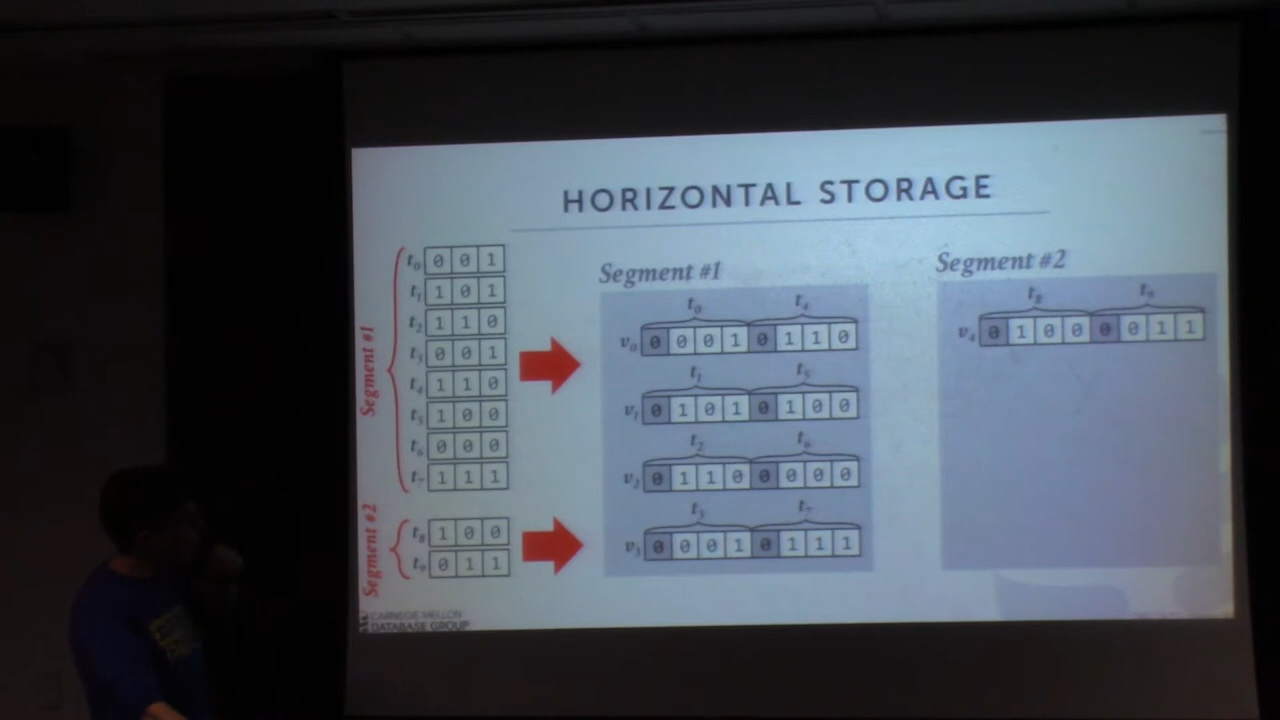 HORIZONTAL STORAGE
Segment #1
t0 0 0 1
t1 1 0 1
t2 1 1 0
t3 0 0 1
t4 1 1 0
t5 1 0 0
t6 0 0 0
t7 1 1 1
Segment #2
t8 1 0 0
t9 0 1 1
Segment #1
t0 t4
v0 0 0 0 1 0 1 1 0
t1 t5
v1 0 1 0 1 0 1 0 0
t2 t6
v2 0 1 1 0 0 0 0 0
t3 t7
v3 0 0 0 1 0 1 1 1
Segment #2
t8 t9
v4 0 1 0 0 0 0 1 1
CARNEGIE MELLON
DATABASE GROUP